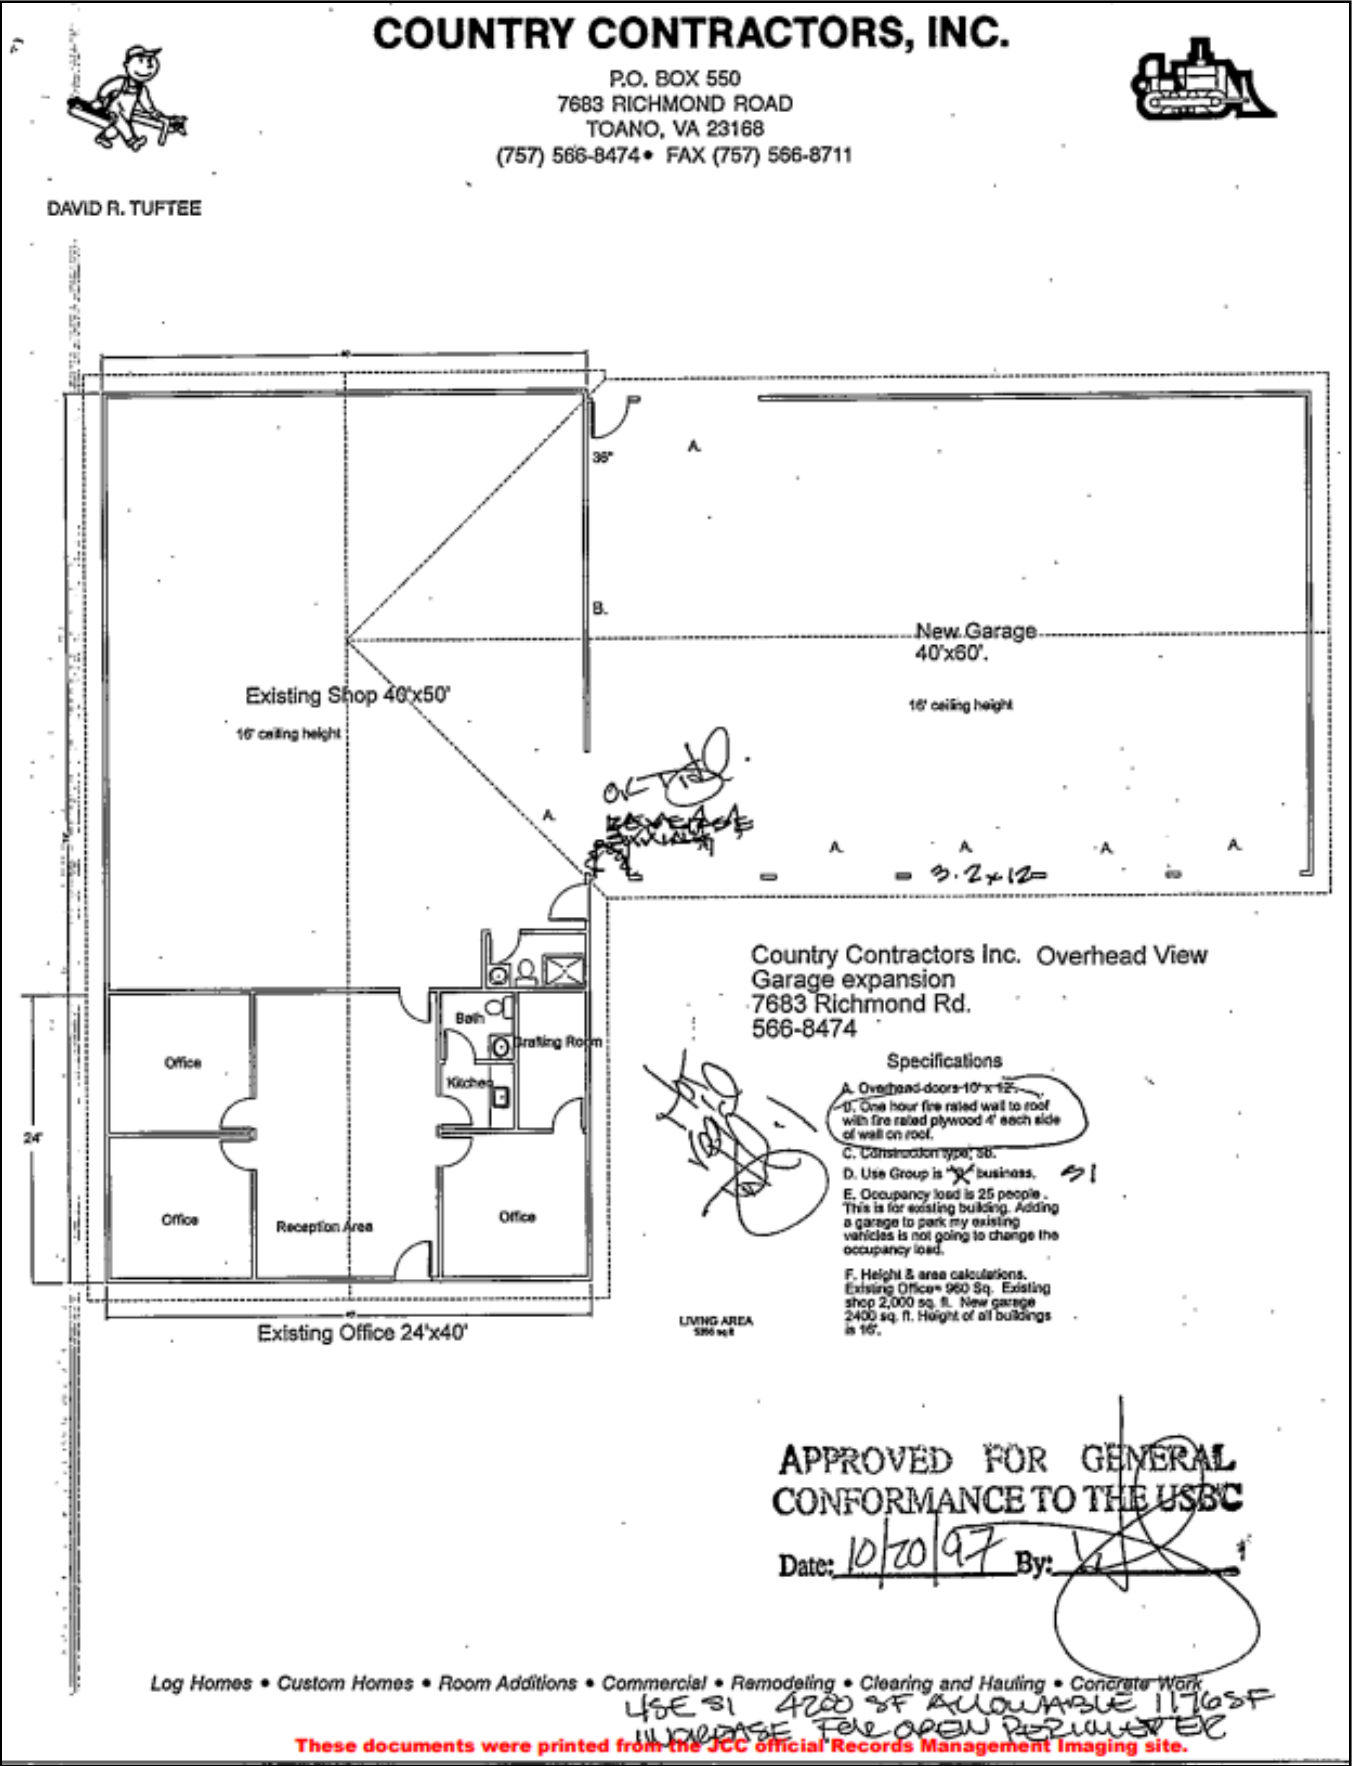 COUNTRY CONTRACTORS, INC.
P.O. BOX 550
7683 RICHMOND ROAD
TOANO, VA 23168
(757) 566-8474 • FAX (757) 566-8711
DAVID R. TUFTEE
36"
A.
B.
New Garage
40'x60'.
16' ceiling height
Existing Shop 40'x50'
16' ceiling height
OK
A.
A. A. A. A.
3-2x12
Country Contractors Inc. Overhead View
Garage expansion
7683 Richmond Rd.
566-8474
Bath
Drafting Room
Office
Kitchen
24'
Office
Reception Area
Office
Specifications
A. Overhead doors 10' x 12'.
B. One hour fire rated wall to roof
with fire rated plywood 4' each side
of wall on roof.
C. Construction type; 5b.
D. Use Group is business. S1
E. Occupancy load is 25 people.
This is for existing building. Adding
a garage to park my existing
vehicles is not going to change the
occupancy load.
F. Height & area calculations.
Existing Office= 960 Sq. Existing
shop 2,000 sq. ft. New garage
2400 sq. ft. Height of all buildings
is 16'.
LIVING AREA
Existing Office 24'x40'
APPROVED FOR GENERAL
CONFORMANCE TO THE USBC
Date: 10/20/97 By:
Log Homes • Custom Homes • Room Additions • Commercial • Remodeling • Clearing and Hauling • Concrete Work
USE S1 4200 SF ALLOWABLE 1176 SF
INCREASE FOR OPEN PERIMETER
These documents were printed from the JCC official Records Management Imaging site.